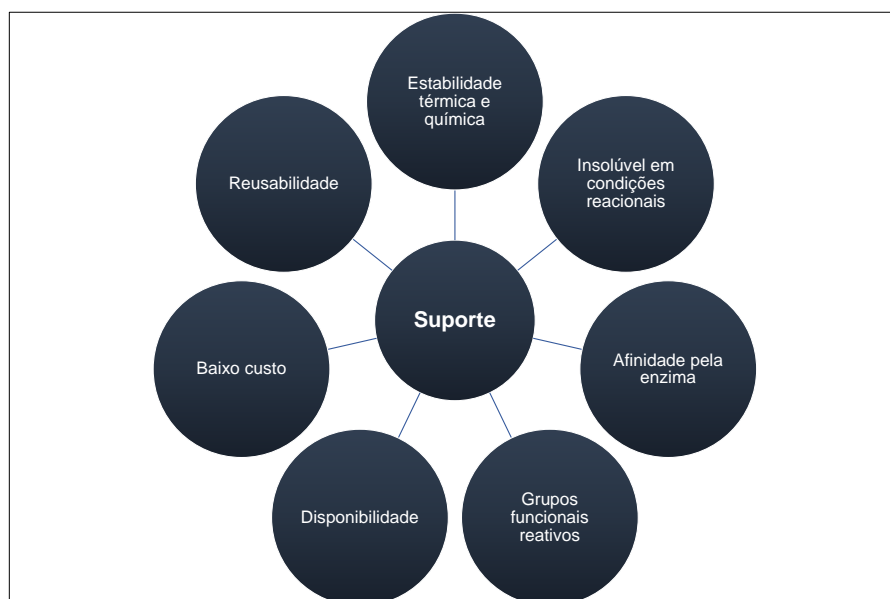 Estabilidade
térmica e
química
Insolúvel em
condições
reacionais
Afinidade pela
enzima
Grupos
funcionais
reativos
Disponibilidade
Baixo custo
Reusabilidade
Suporte